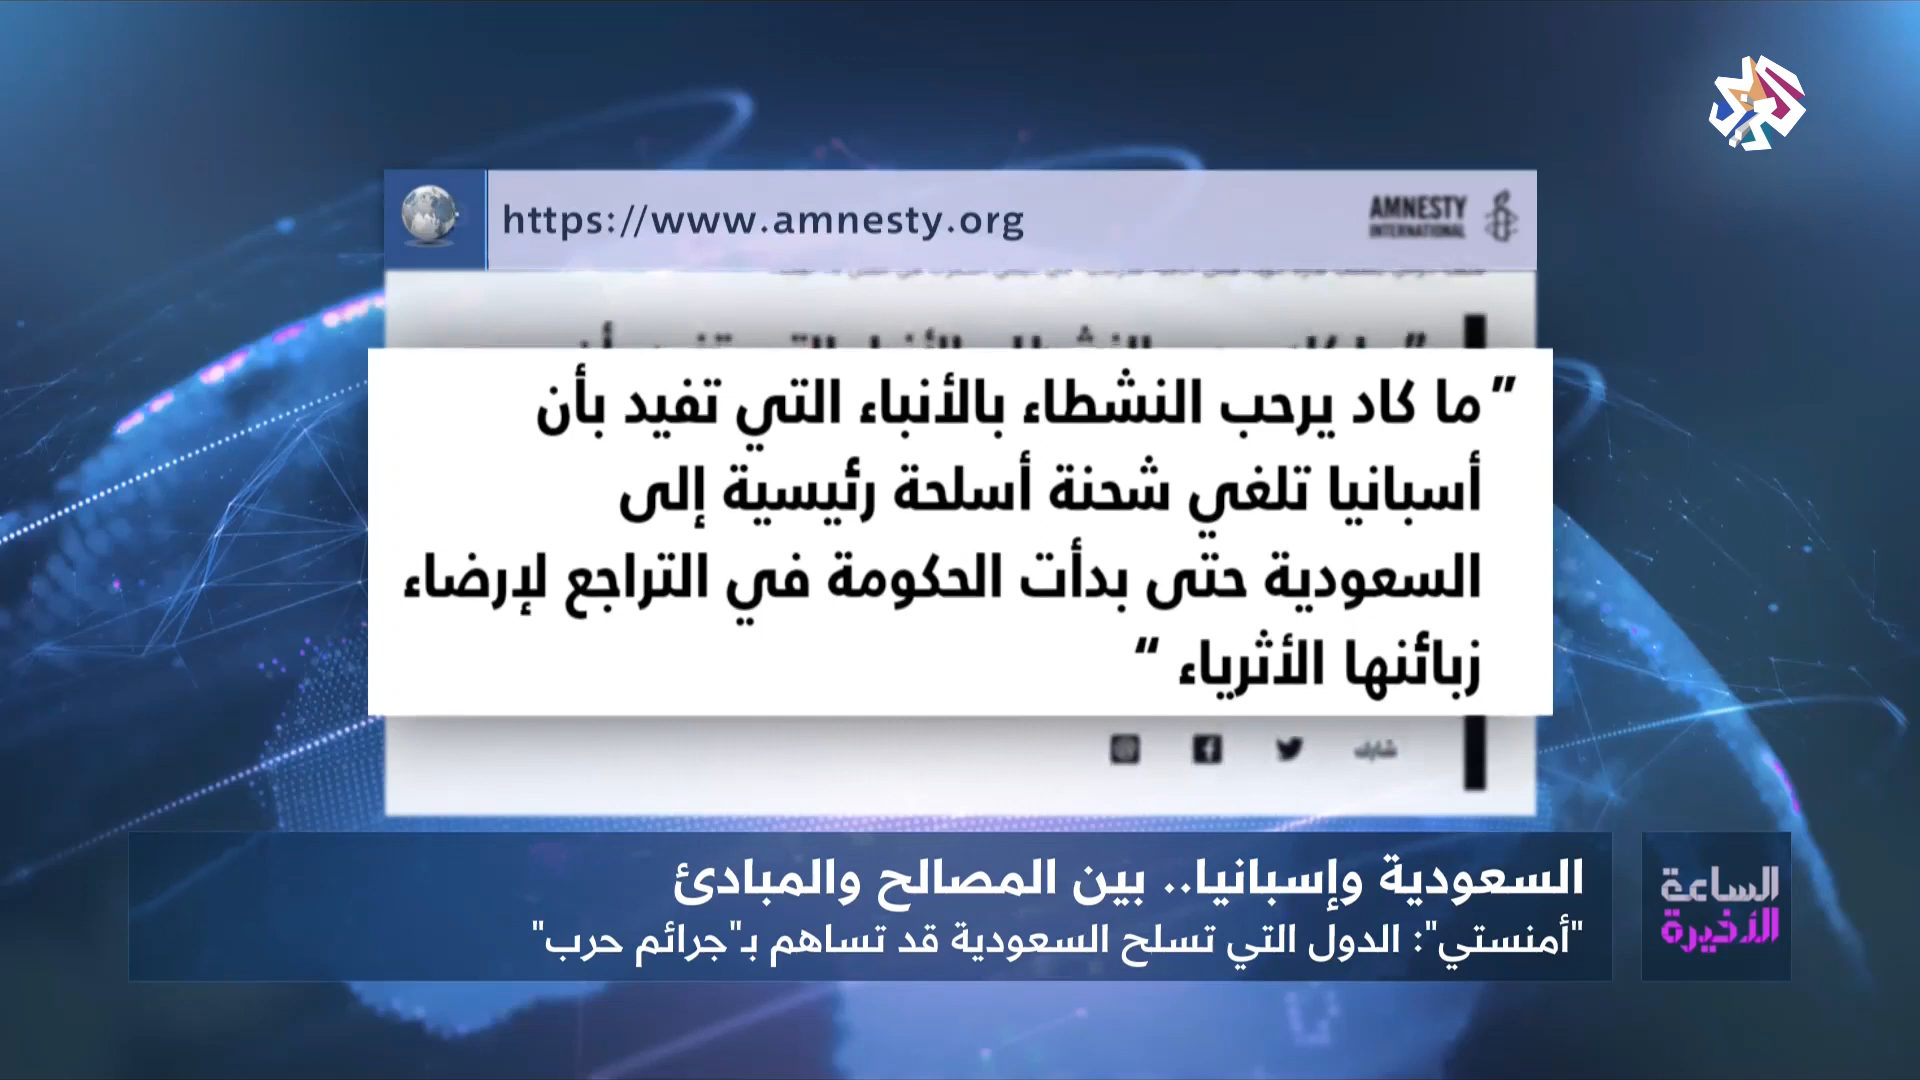 https://www.amnesty.org
AMNESTY
INTERNATIONAL
”ما كاد يرحب النشطاء بالأنباء التي تفيد بأن
أسبانيا تلغي شحنة أسلحة رئيسية إلى
السعودية حتى بدأت الحكومة في التراجع لإرضاء
زبائنها الأثرياء “
شارك
السعودية وإسبانيا.. بين المصالح والمبادئ
"أمنستي": الدول التي تسلح السعودية قد تساهم بـ"جرائم حرب"
الساعة
الأخيرة